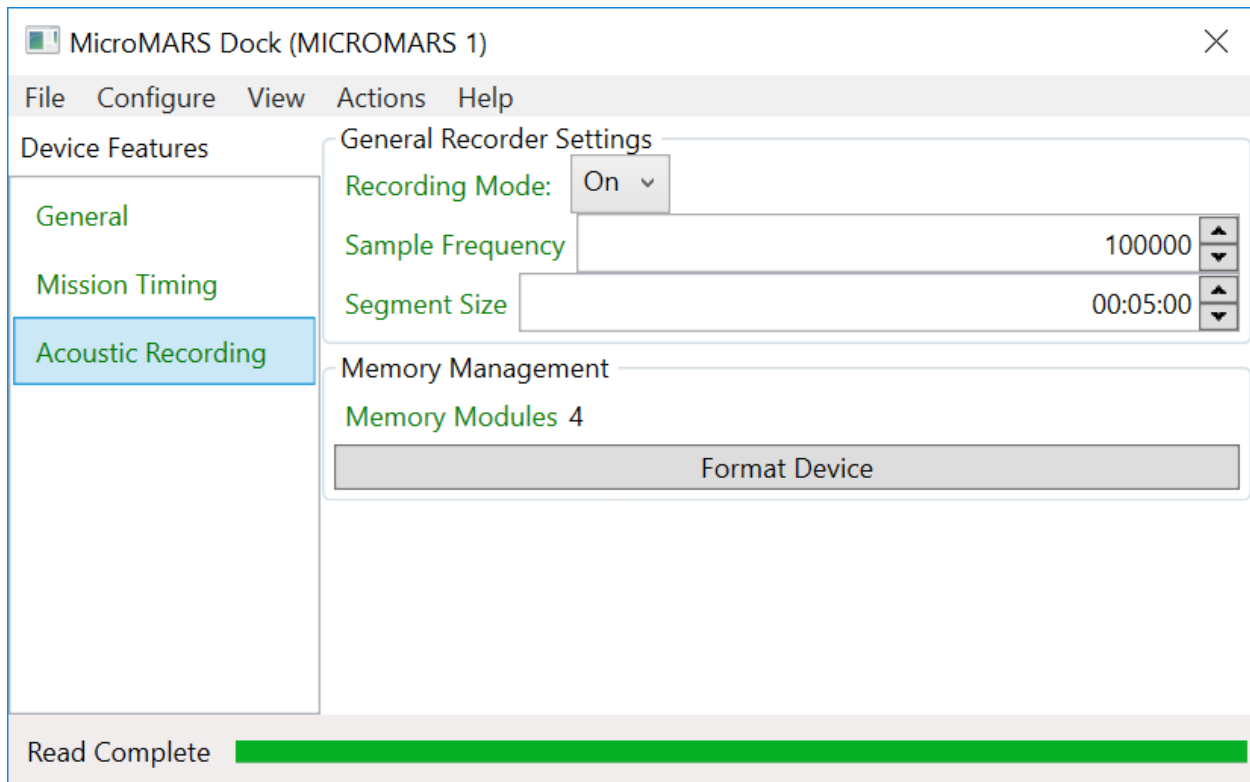 MicroMARS Dock (MICROMARS 1)
File Configure View Actions Help
Device Features
General
Mission Timing
Acoustic Recording
General Recorder Settings
Recording Mode: On
Sample Frequency 100000
Segment Size 00:05:00
Memory Management
Memory Modules 4
Format Device
Read Complete